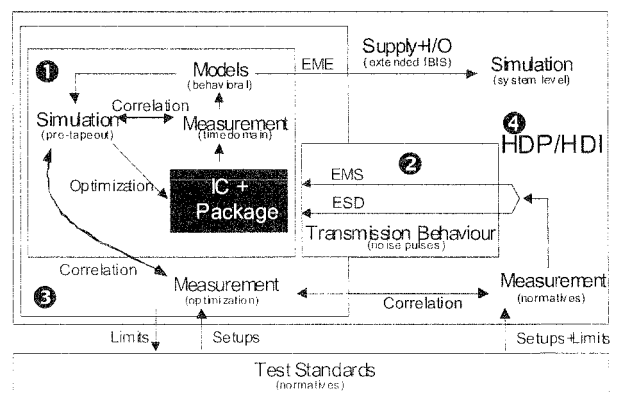 Supply+I/O
(extended IBIS)
❶
Models
(behavioral)
EME
Simulation
(system level)
Simulation
(pre-tapeout)
Correlation
Measurement
(timedomain)
❹
HDP/HDI
❷
Optimization
IC +
Package
EMS
ESD
Transmission Behaviour
(noise pulses)
Correlation
❸
Measurement
(optimization)
Correlation
Measurement
(normatives)
Limits
Setups
Setups+Limits
Test Standards
(normatives)